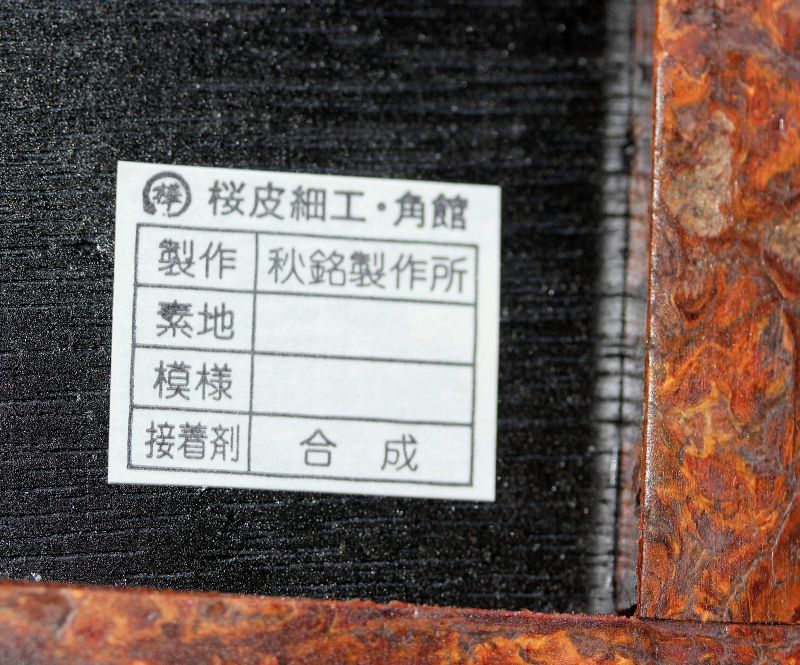 樺 桜皮細工・角館
製作 秋銘製作所
素地
模様
接着剤 合成